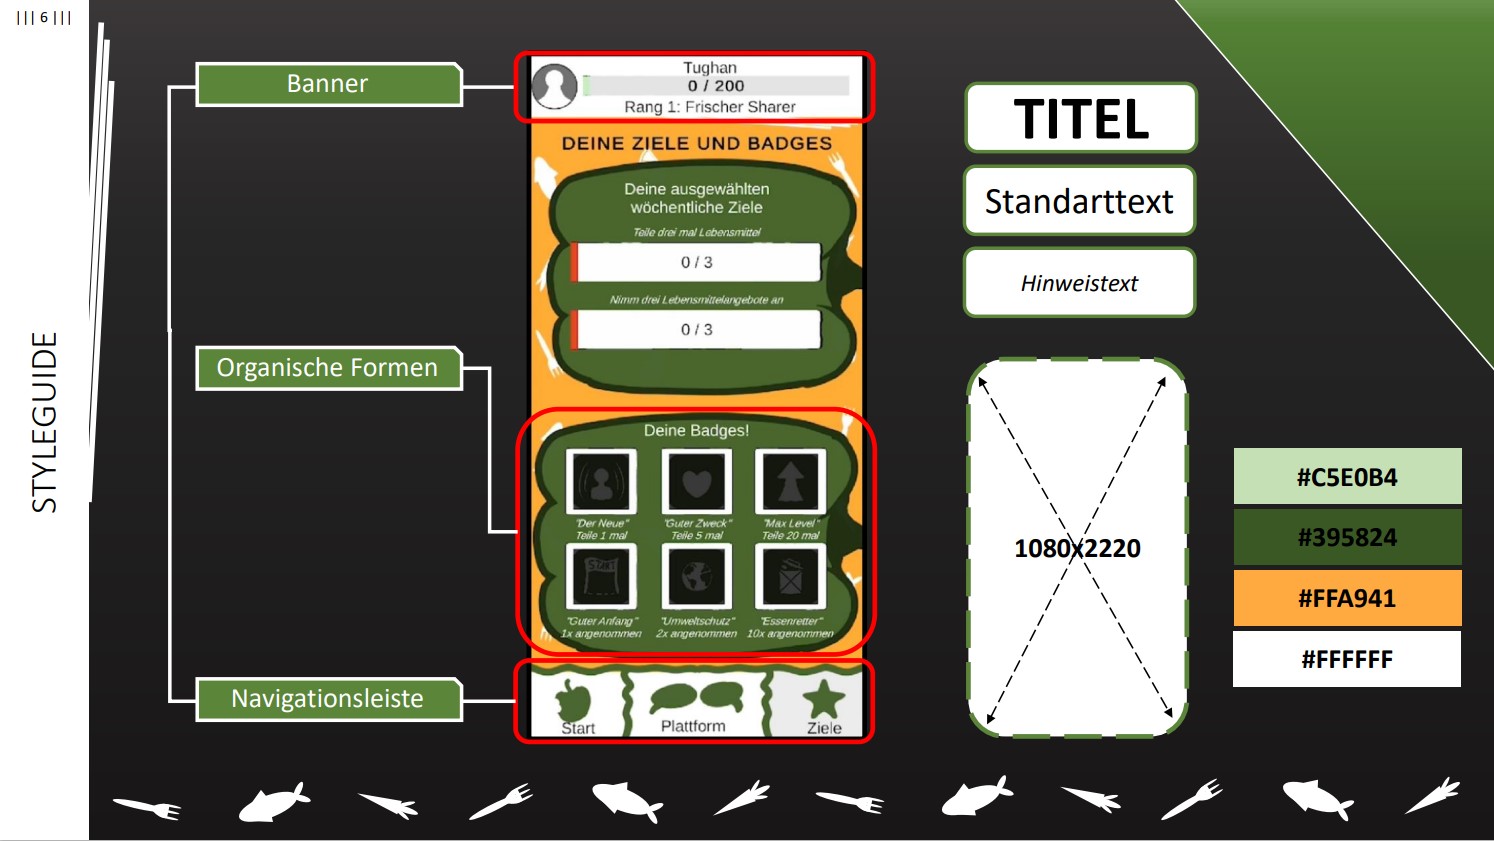 ||| 6 |||
STYLEGUIDE
Banner
Organische Formen
Navigationsleiste
Tughan
0 / 200
Rang 1: Frischer Sharer
DEINE ZIELE UND BADGES
Deine ausgewählten
wöchentliche Ziele
Teile drei mal Lebensmittel
0 / 3
Nimm drei Lebensmittelangebote an
0 / 3
Deine Badges!
"Der Neue" "Guter Zweck" "Max Level"
Teile 1 mal Teile 5 mal Teile 20 mal
START
"Guter Anfang" "Umweltschutz" "Essenretter"
1x angenommen 2x angenommen 10x angenommen
Start Plattform Ziele
TITEL
Standarttext
Hinweistext
1080x2220
#C5E0B4
#395824
#FFA941
#FFFFFF